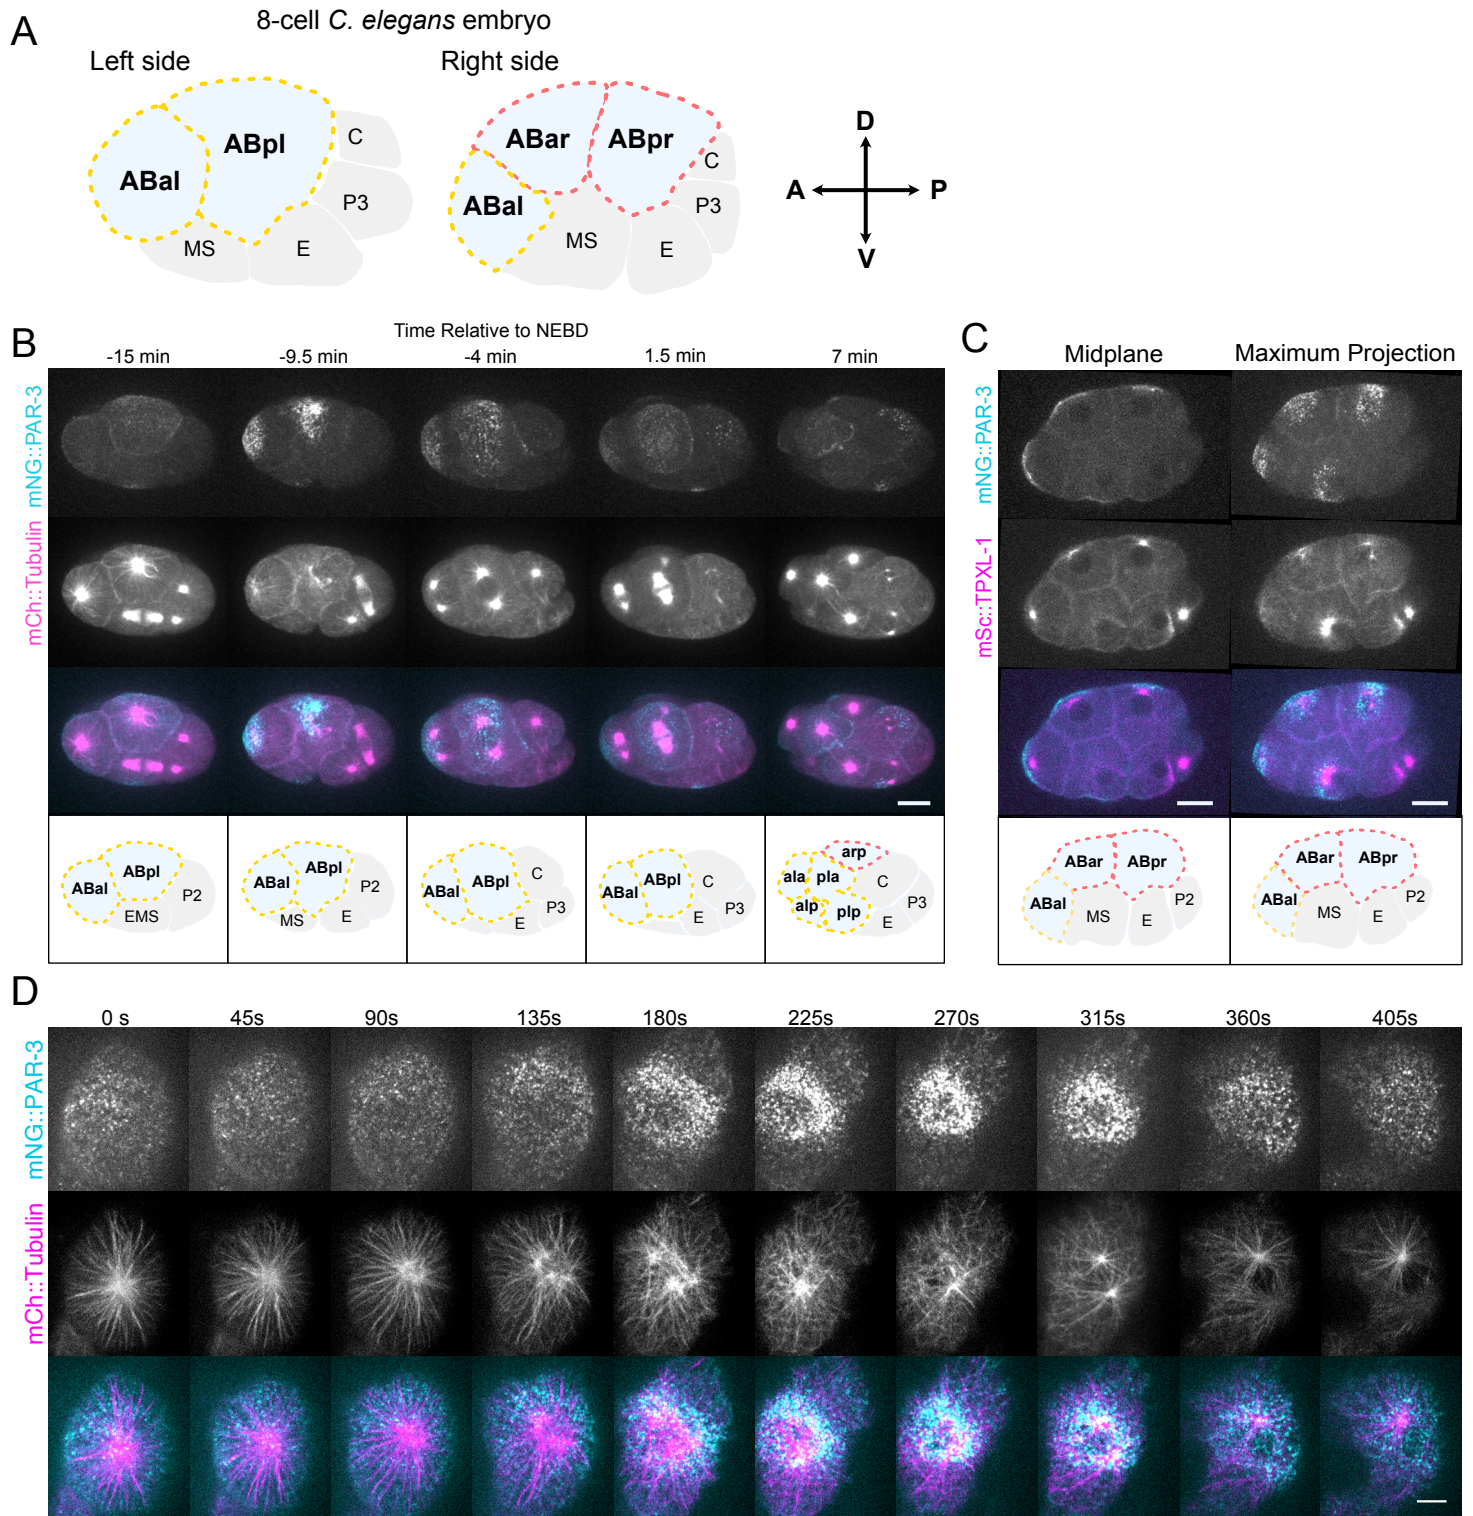 A
8-cell C. elegans embryo
Left side
Right side
ABal
ABpl
C
P3
E
MS
ABar
ABpr
ABal
C
P3
MS
E
D
A
P
V
B
Time Relative to NEBD
-15 min
-9.5 min
-4 min
1.5 min
7 min
mNG::PAR-3
mCh::Tubulin
ABal
ABpl
EMS
P2
ABal
ABpl
P2
MS
E
ABal
ABpl
C
P3
E
ABal
ABpl
C
P3
E
arp
ala
pla
C
alp
plp
P3
E
C
Midplane
Maximum Projection
mNG::PAR-3
mSc::TPXL-1
ABar
ABpr
ABal
MS
E
P2
ABar
ABpr
ABal
MS
E
P2
D
0 s
45s
90s
135s
180s
225s
270s
315s
360s
405s
mNG::PAR-3
mCh::Tubulin